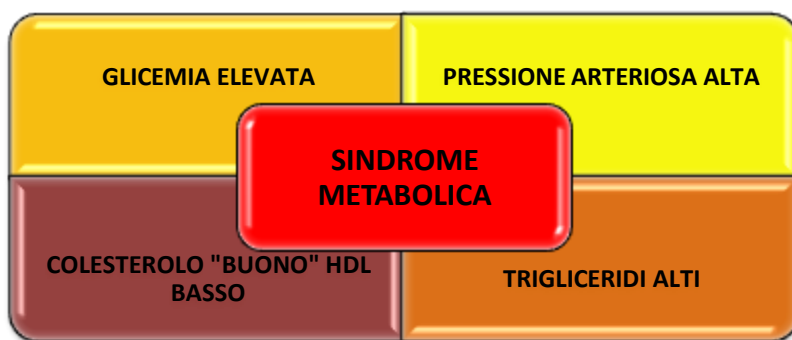 GLICEMIA ELEVATA
PRESSIONE ARTERIOSA ALTA
SINDROME
METABOLICA
COLESTEROLO "BUONO" HDL
BASSO
TRIGLICERIDI ALTI